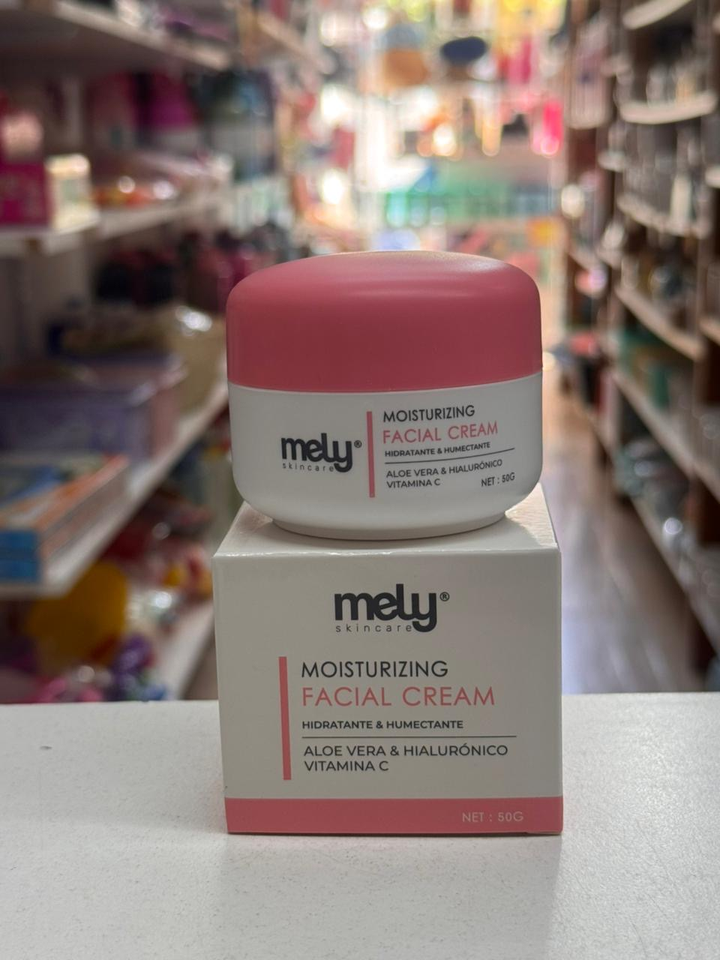 mely®
skincare
MOISTURIZING
FACIAL CREAM
HIDRATANTE & HUMECTANTE
ALOE VERA & HIALURÓNICO
VITAMINA C
NET : 50G
mely®
skincare
MOISTURIZING
FACIAL CREAM
HIDRATANTE & HUMECTANTE
ALOE VERA & HIALURÓNICO
VITAMINA C
NET : 50G